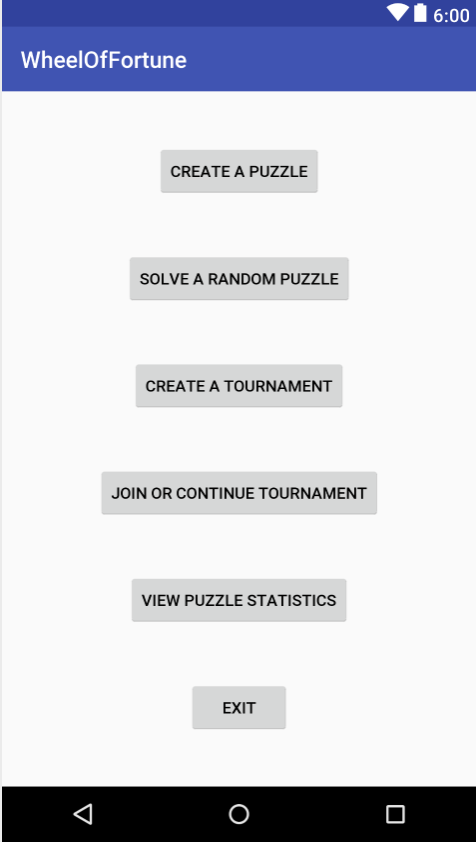 6:00
WheelOfFortune
CREATE A PUZZLE
SOLVE A RANDOM PUZZLE
CREATE A TOURNAMENT
JOIN OR CONTINUE TOURNAMENT
VIEW PUZZLE STATISTICS
EXIT